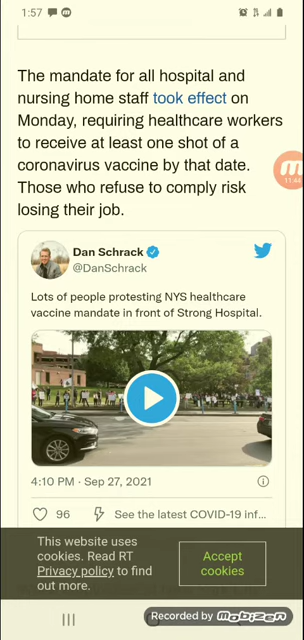 1:57
The mandate for all hospital and
nursing home staff took effect on
Monday, requiring healthcare workers
to receive at least one shot of a
coronavirus vaccine by that date.
Those who refuse to comply risk
losing their job.
11:44
Dan Schrack
@DanSchrack
Lots of people protesting NYS healthcare
vaccine mandate in front of Strong Hospital.
4:10 PM · Sep 27, 2021
96 See the latest COVID-19 inf...
This website uses
cookies. Read RT
Privacy policy to find
out more.
Accept
cookies
Recorded by Mobizen